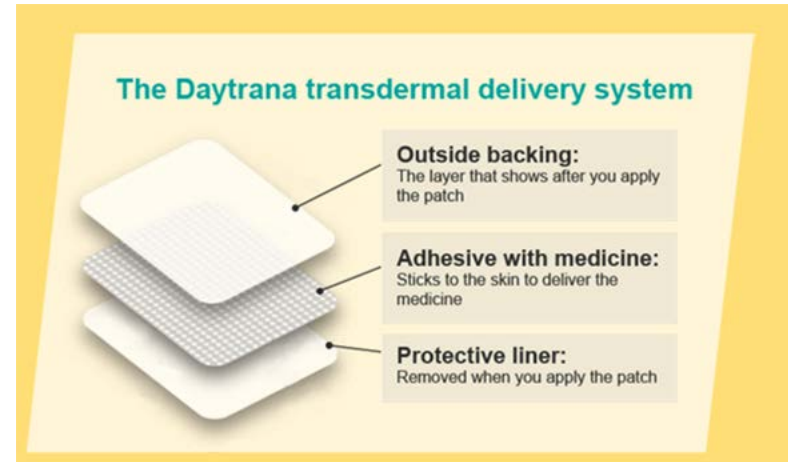 The Daytrana transdermal delivery system
Outside backing:
The layer that shows after you apply
the patch
Adhesive with medicine:
Sticks to the skin to deliver the
medicine
Protective liner:
Removed when you apply the patch